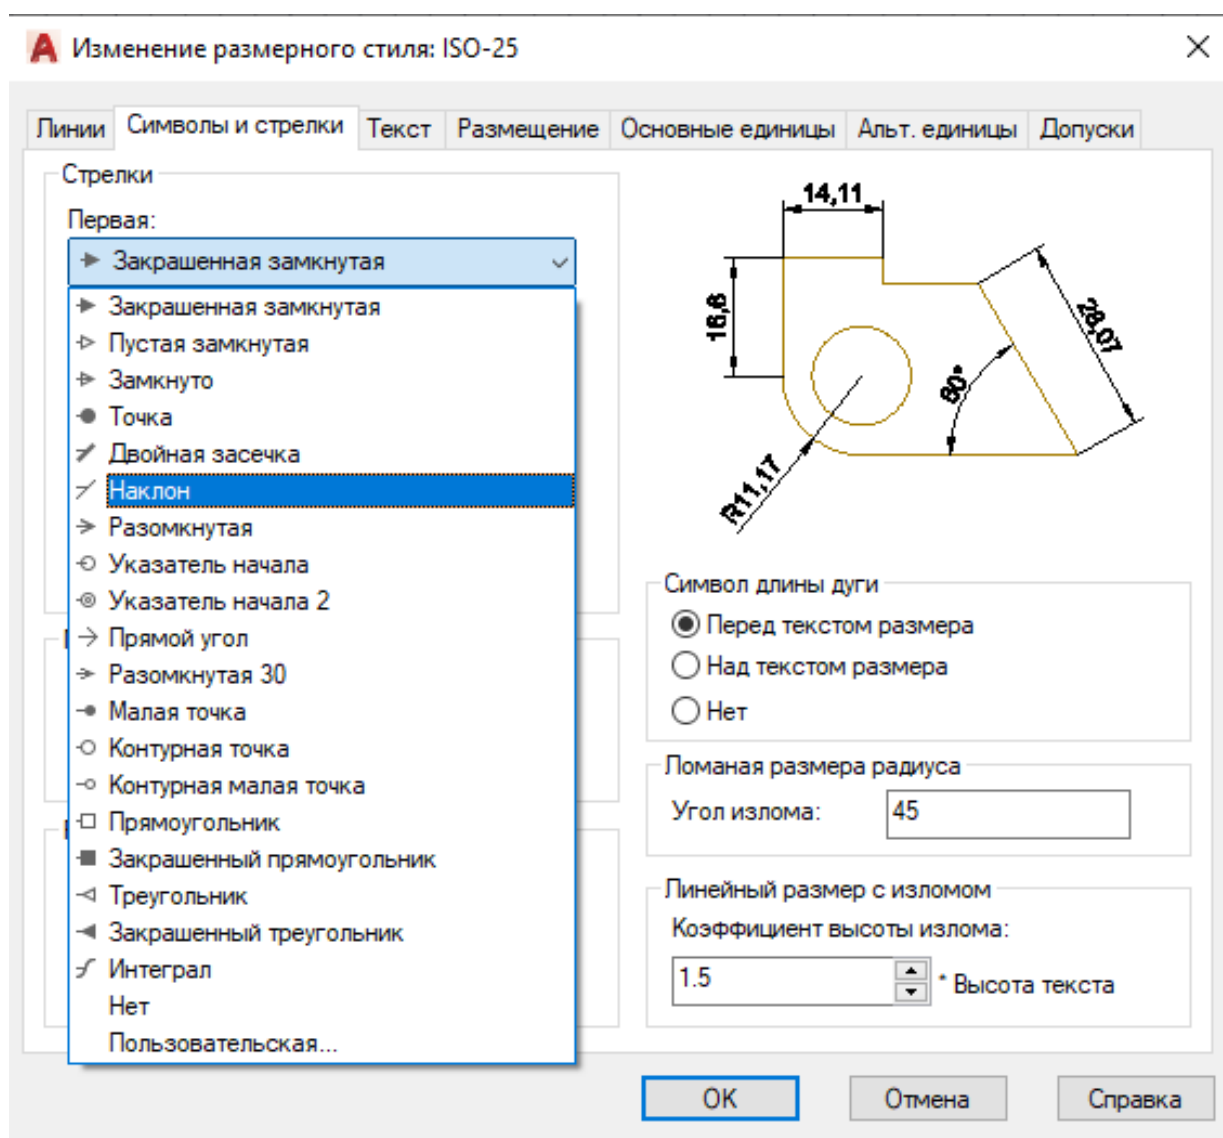 Изменение размерного стиля: ISO-25
Линии Символы и стрелки Текст Размещение Основные единицы Альт. единицы Допуски
Стрелки
Первая:
Закрашенная замкнутая
Закрашенная замкнутая
Пустая замкнутая
Замкнуто
Точка
Двойная засечка
Наклон
Разомкнутая
Указатель начала
Указатель начала 2
Прямой угол
Разомкнутая 30
Малая точка
Контурная точка
Контурная малая точка
Прямоугольник
Закрашенный прямоугольник
Треугольник
Закрашенный треугольник
Интеграл
Нет
Пользовательская...
14,11
16,6
28,07
60°
R11,17
Символ длины дуги
Перед текстом размера
Над текстом размера
Нет
Ломаная размера радиуса
Угол излома: 45
Линейный размер с изломом
Коэффициент высоты излома:
1.5 * Высота текста
OK Отмена Справка